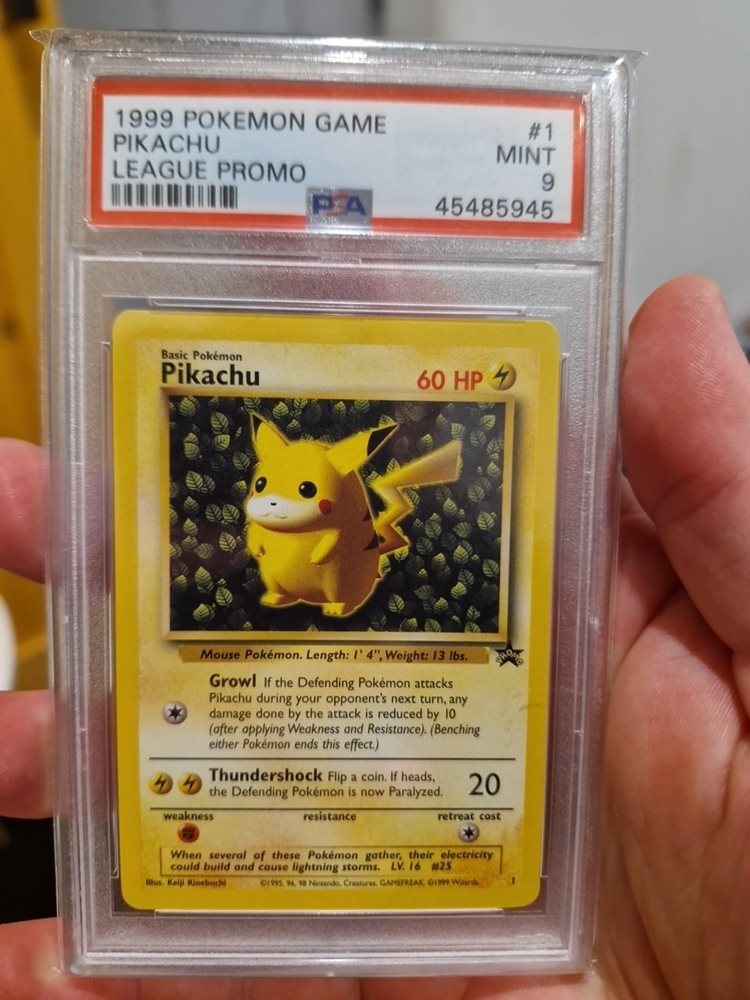 1999 POKEMON GAME
#1
PIKACHU
MINT
LEAGUE PROMO
9
PSA
45485945
Basic Pokémon
Pikachu
60 HP
Mouse Pokémon. Length: 1' 4", Weight: 13 lbs.
PROMO
Growl If the Defending Pokémon attacks
Pikachu during your opponent's next turn, any
damage done by the attack is reduced by 10
(after applying Weakness and Resistance). (Benching
either Pokémon ends this effect.)
Thundershock Flip a coin. If heads,
the Defending Pokémon is now Paralyzed.
20
weakness
resistance
retreat cost
When several of these Pokémon gather, their electricity
could build and cause lightning storms. LV. 16 #25
Illus. Keiji Kinebuchi
©1995, 96, 98 Nintendo, Creatures, GAMEFREAK. ©1999 Wizards.
1